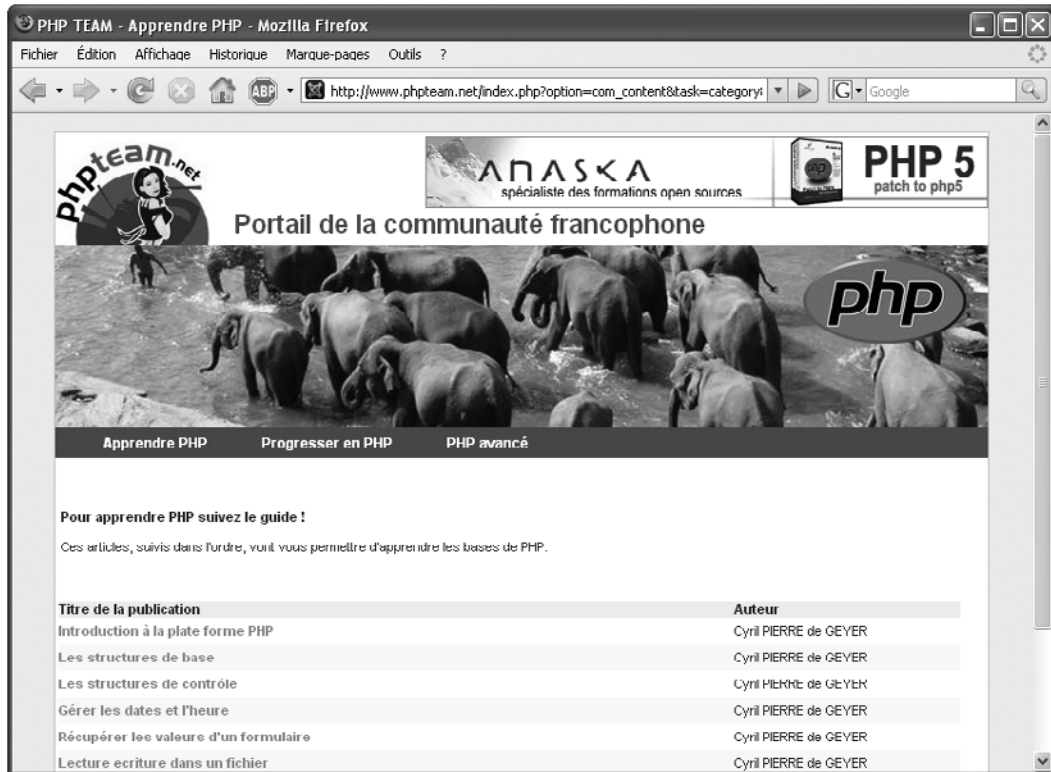 PHP TEAM - Apprendre PHP - Mozilla Firefox
Fichier Édition Affichage Historique Marque-pages Outils ?
ABP http://www.phpteam.net/index.php?option=com_content&task=category& G Google
phpteam.net
ANASKA
spécialiste des formations open sources
PHP 5
patch to php5
Portail de la communauté francophone
php
Apprendre PHP Progresser en PHP PHP avancé
Pour apprendre PHP suivez le guide !
Ces articles, suivis dans l'ordre, vont vous permettre d'apprendre les bases de PHP.
Titre de la publication Auteur
Introduction à la plate forme PHP Cyril PIERRE de GEYER
Les structures de base Cyril PIERRE de GEYER
Les structures de contrôle Cyril PIERRE de GEYER
Gérer les dates et l'heure Cyril PIERRE de GEYER
Récupérer les valeurs d'un formulaire Cyril PIERRE de GEYER
Lecture ecriture dans un fichier Cyril PIERRE de GEYER